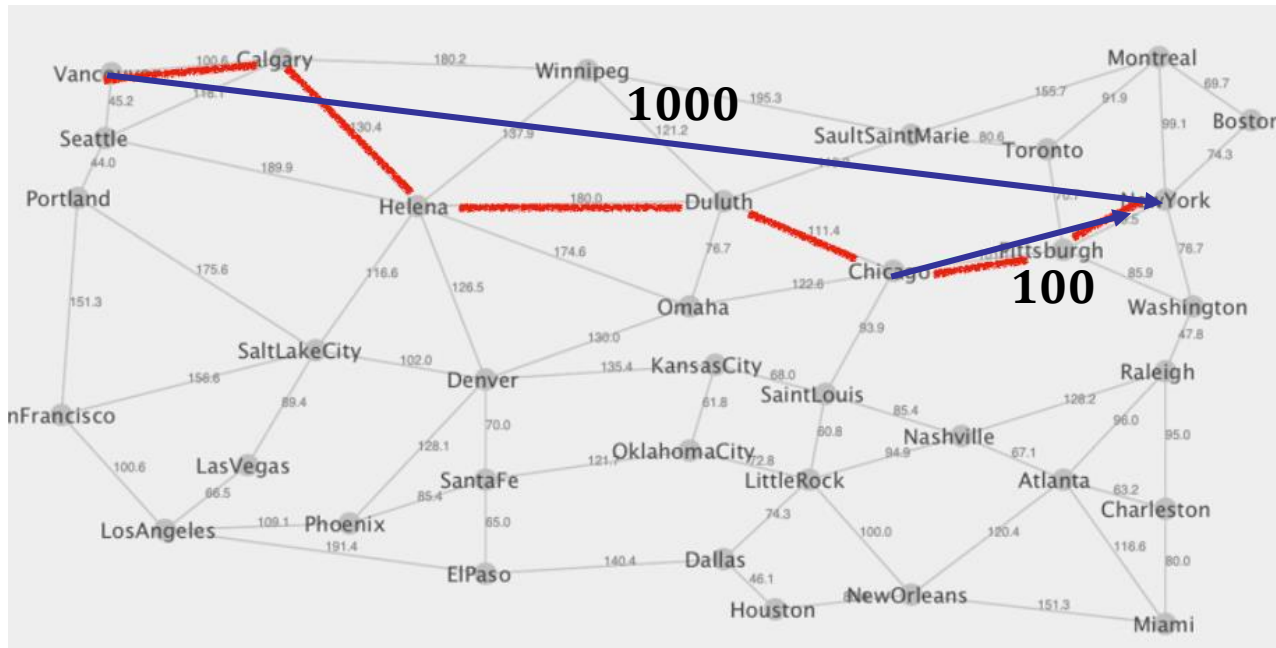 Calgary
100.6
180.2
Winnipeg
Montreal
118.1
45.2
130.4
1000
195.3
155.7
69.7
91.9
Boston
Seattle
137.9
121.2
SaultSaintMarie
80.6
Toronto
99.1
74.3
44.0
189.9
Portland
Helena
180.0
Duluth
111.4
Pittsburgh
175.6
116.6
126.5
174.6
76.7
Chicago
122.6
100
85.9
76.7
151.3
Omaha
Washington
93.9
47.8
SaltLakeCity
102.0
130.0
135.4
Denver
KansasCity
68.0
Raleigh
156.6
89.4
61.8
SaintLouis
85.4
128.2
96.0
nFrancisco
70.0
60.8
Nashville
95.0
128.1
OklahomaCity
72.8
94.9
67.1
100.6
LasVegas
66.5
121.7
SantaFe
LittleRock
Atlanta
63.2
85.4
Charleston
LosAngeles
109.1
Phoenix
65.0
74.3
100.0
120.4
116.6
191.4
ElPaso
140.4
Dallas
46.1
80.0
Houston
NewOrleans
151.3
Miami